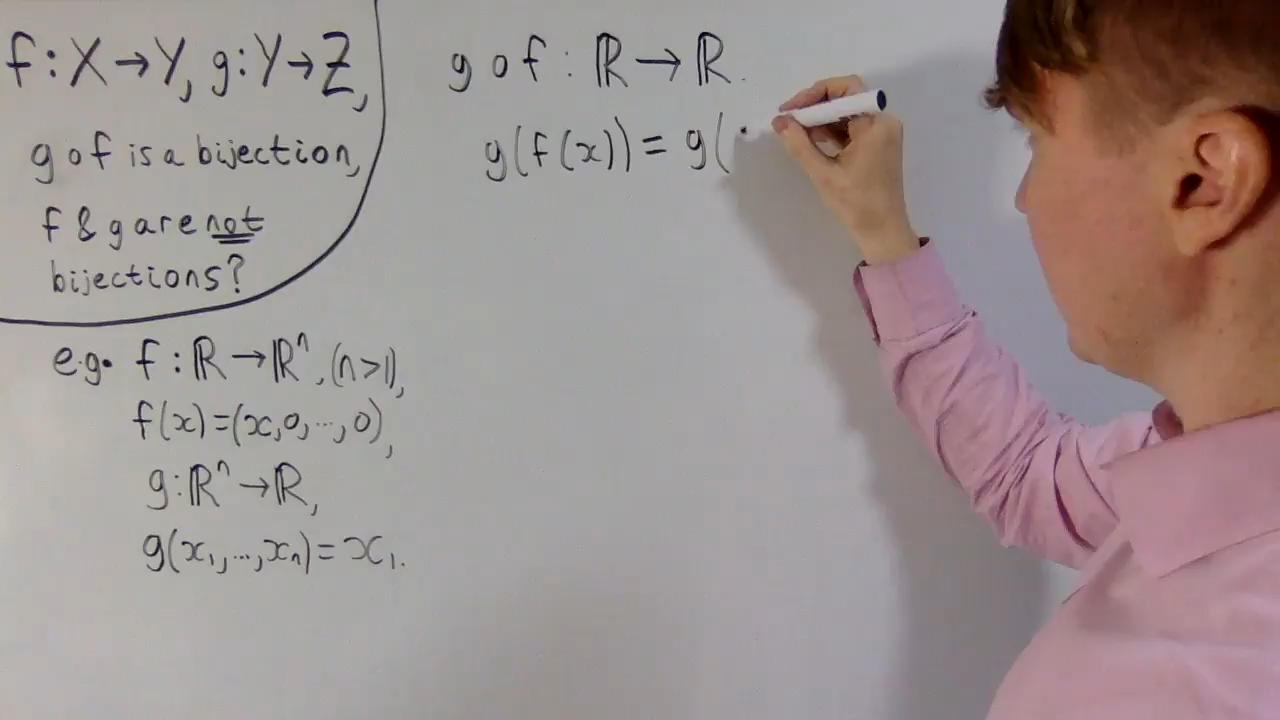 f : X → Y, g : Y → Z,
g o f is a bijection,
f & g are not
bijections?
e.g. f : ℝ → ℝⁿ, (n>1),
f(x) = (x, 0, ..., 0),
g : ℝⁿ → ℝ,
g(x₁, ..., xₙ) = x₁.
g o f : ℝ → ℝ.
g(f(x)) = g(